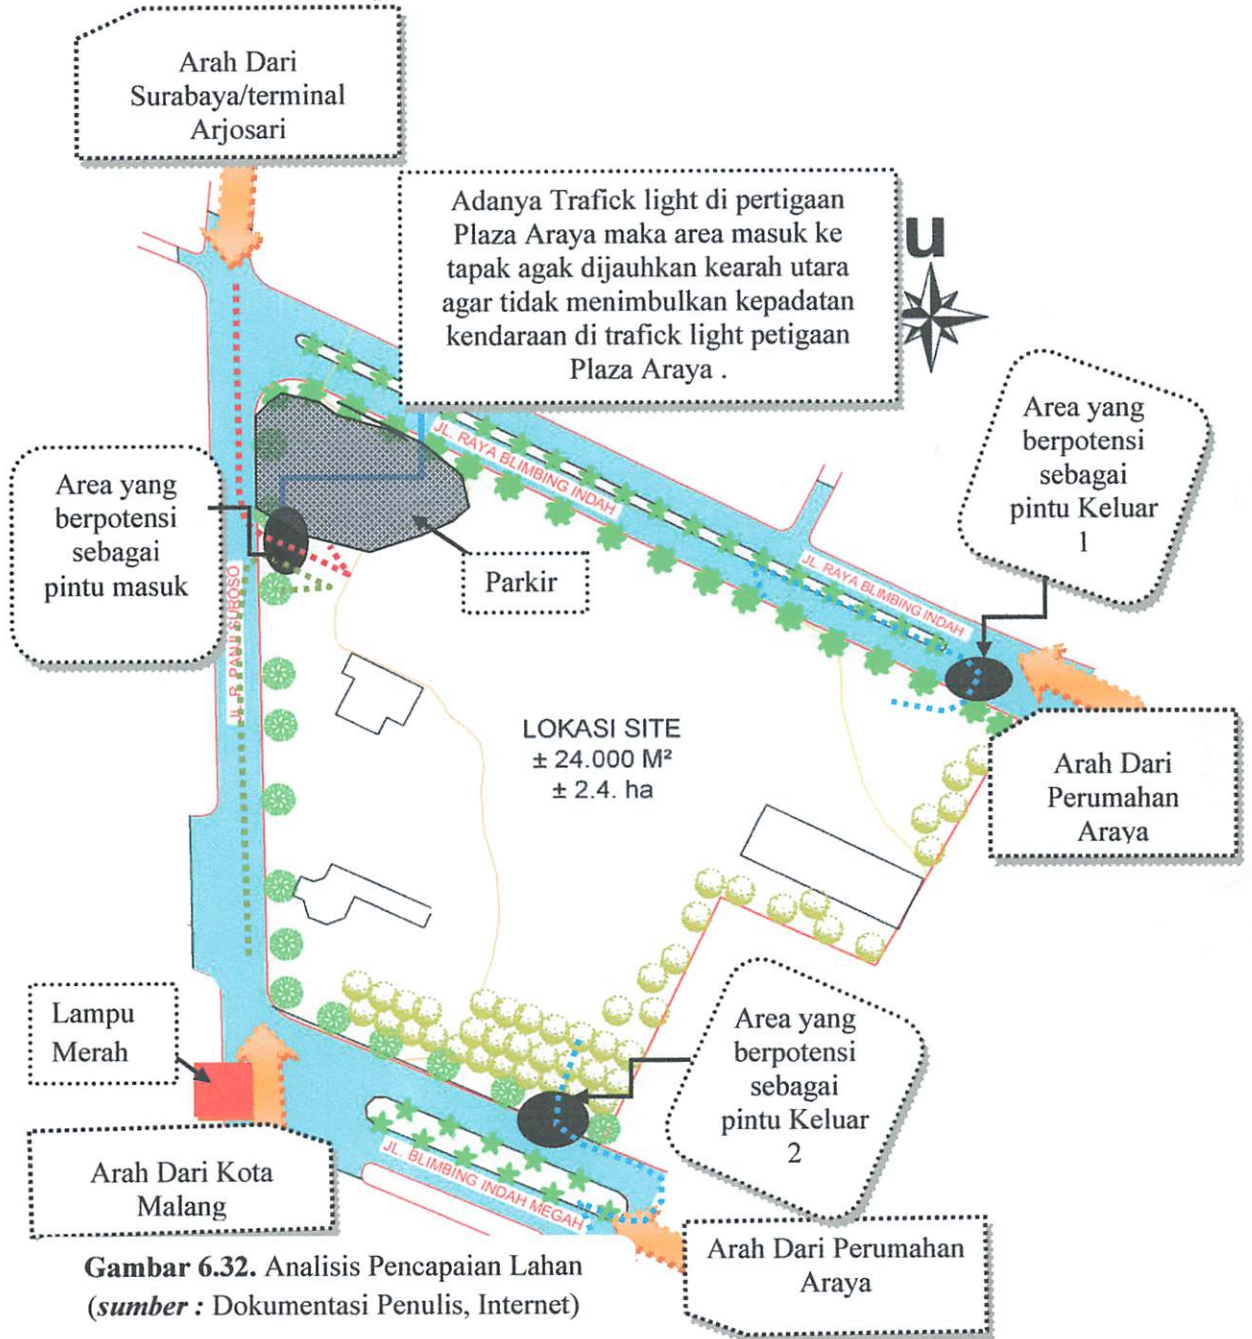 Arah Dari
Surabaya/terminal
Arjosari
Adanya Trafick light di pertigaan
Plaza Araya maka area masuk ke
tapak agak dijauhkan kearah utara
agar tidak menimbulkan kepadatan
kendaraan di trafick light petigaan
Plaza Araya .
u
Area yang
berpotensi
sebagai
pintu Keluar
1
Area yang
berpotensi
sebagai
pintu masuk
JL. RAYA BLIMBING INDAH
Parkir
JL. RAYA BLIMBING INDAH
JL. R. PANJI SUROSO
LOKASI SITE
± 24.000 M²
± 2.4. ha
Arah Dari
Perumahan
Araya
Lampu
Merah
Area yang
berpotensi
sebagai
pintu Keluar
2
Arah Dari Kota
Malang
JL. BLIMBING INDAH MEGAH
Arah Dari Perumahan
Araya
Gambar 6.32. Analisis Pencapaian Lahan
(sumber : Dokumentasi Penulis, Internet)